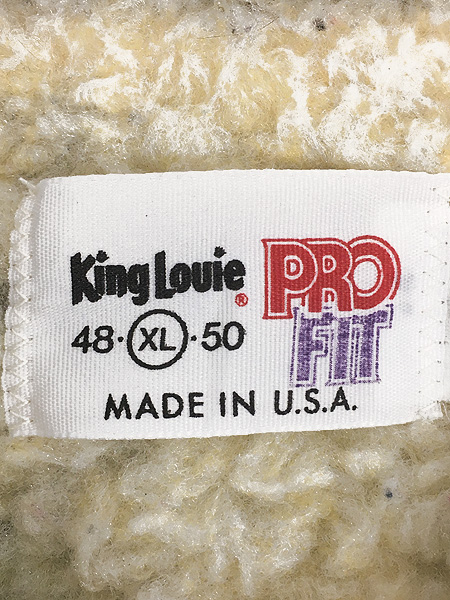 King Louie® PRO
48·XL·50 FIT
MADE IN U.S.A.